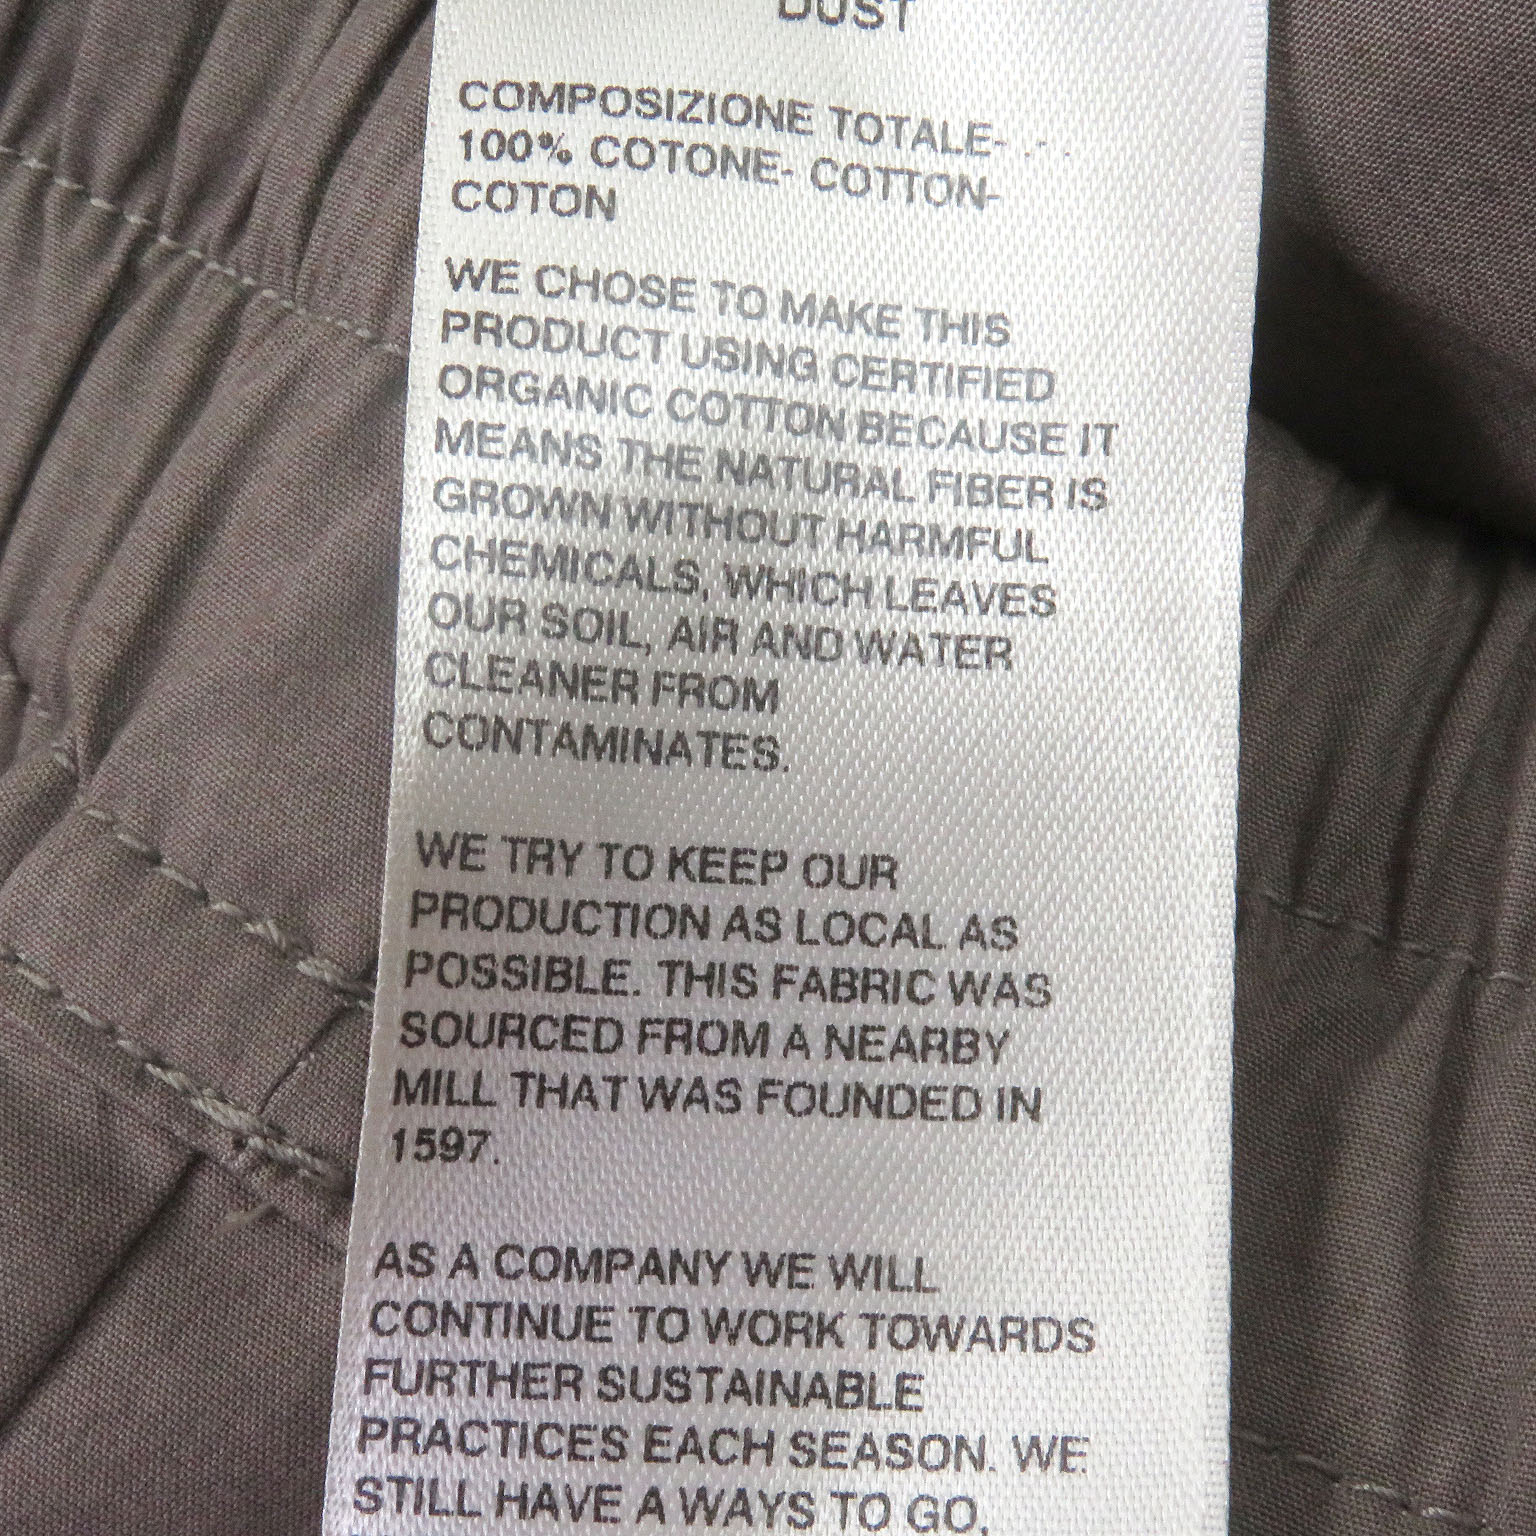 DUST
COMPOSIZIONE TOTALE-
100% COTONE- COTTON-
COTON
WE CHOSE TO MAKE THIS
PRODUCT USING CERTIFIED
ORGANIC COTTON BECAUSE IT
MEANS THE NATURAL FIBER IS
GROWN WITHOUT HARMFUL
CHEMICALS, WHICH LEAVES
OUR SOIL, AIR AND WATER
CLEANER FROM
CONTAMINATES.
WE TRY TO KEEP OUR
PRODUCTION AS LOCAL AS
POSSIBLE. THIS FABRIC WAS
SOURCED FROM A NEARBY
MILL THAT WAS FOUNDED IN
1597.
AS A COMPANY WE WILL
CONTINUE TO WORK TOWARDS
FURTHER SUSTAINABLE
PRACTICES EACH SEASON. WE
STILL HAVE A WAYS TO GO,